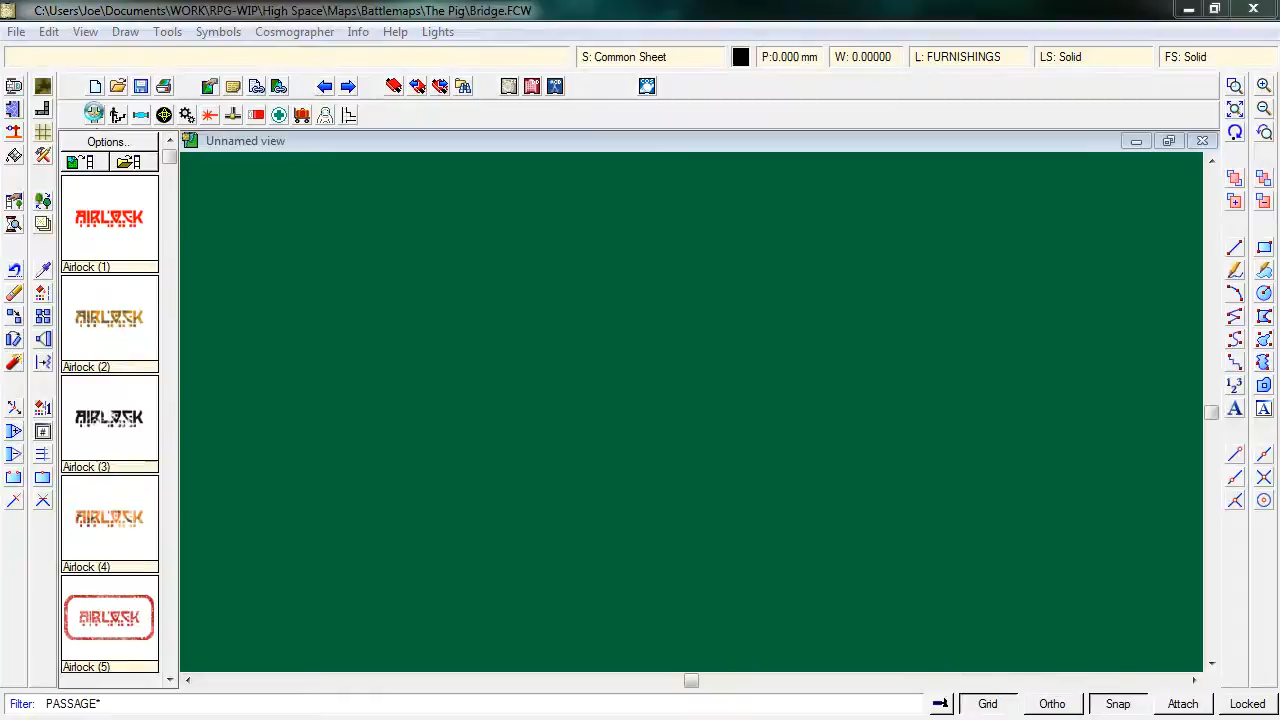 C:\Users\Joe\Documents\WORK\RPG-WIP\High Space\Maps\Battlemaps\The Pig\Bridge.FCW
File Edit View Draw Tools Symbols Cosmographer Info Help Lights
S: Common Sheet P:0.000 mm W: 0.00000 L: FURNISHINGS LS: Solid FS: Solid
Options.. Unnamed view
AIRLOCK
Airlock (1)
AIRLOCK
Airlock (2)
AIRLOCK
Airlock (3)
AIRLOCK
Airlock (4)
AIRLOCK
Airlock (5)
Filter: PASSAGE* Grid Ortho Snap Attach Locked